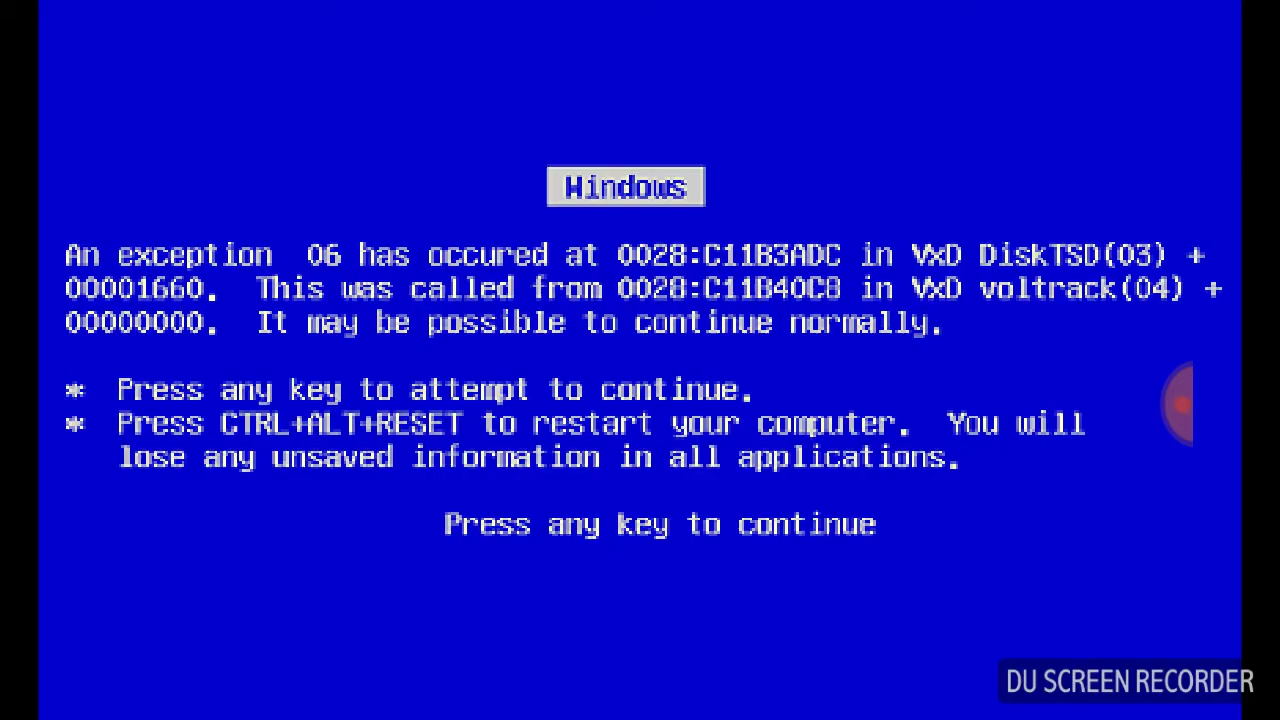 Windows
An exception 06 has occured at 0028:C11B3ADC in VxD DiskTSD(03) +
00001660. This was called from 0028:C11B40C8 in VxD voltrack(04) +
00000000. It may be possible to continue normally.
* Press any key to attempt to continue.
* Press CTRL+ALT+RESET to restart your computer. You will
lose any unsaved information in all applications.
Press any key to continue
DU SCREEN RECORDER